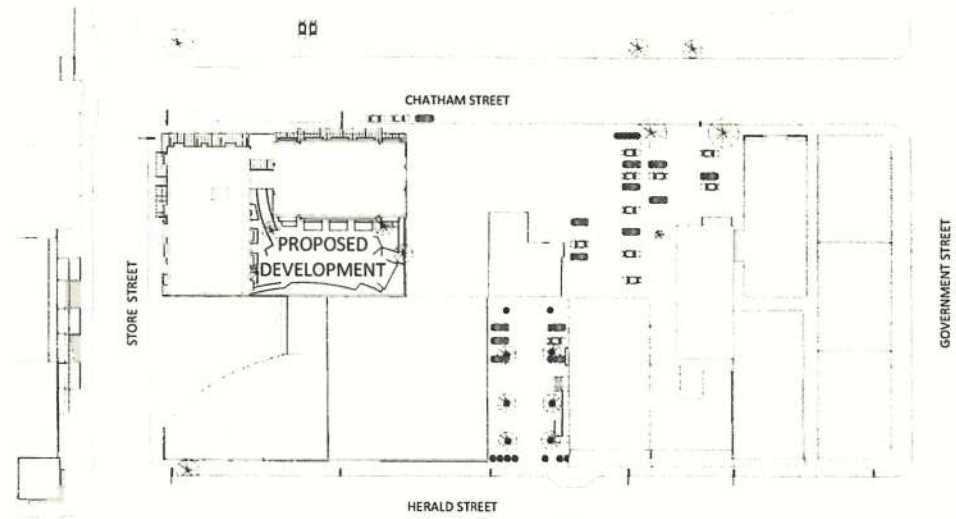 CHATHAM STREET
PROPOSED
DEVELOPMENT
STORE STREET
GOVERNMENT STREET
HERALD STREET